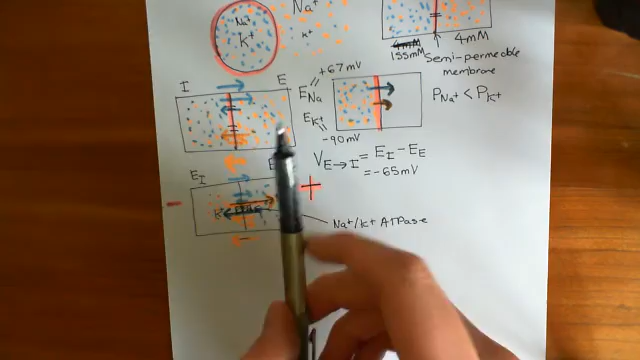 Na+
K+
Na+
K+
4mM
155mM
4mM
Semi-permeable
membrane
I
E
ENa
+67mV
EK+
-90mV
PNa+ < PK+
VE→I = EI - EE
= -65mV
EI
+
-
Na+/K+ ATPase